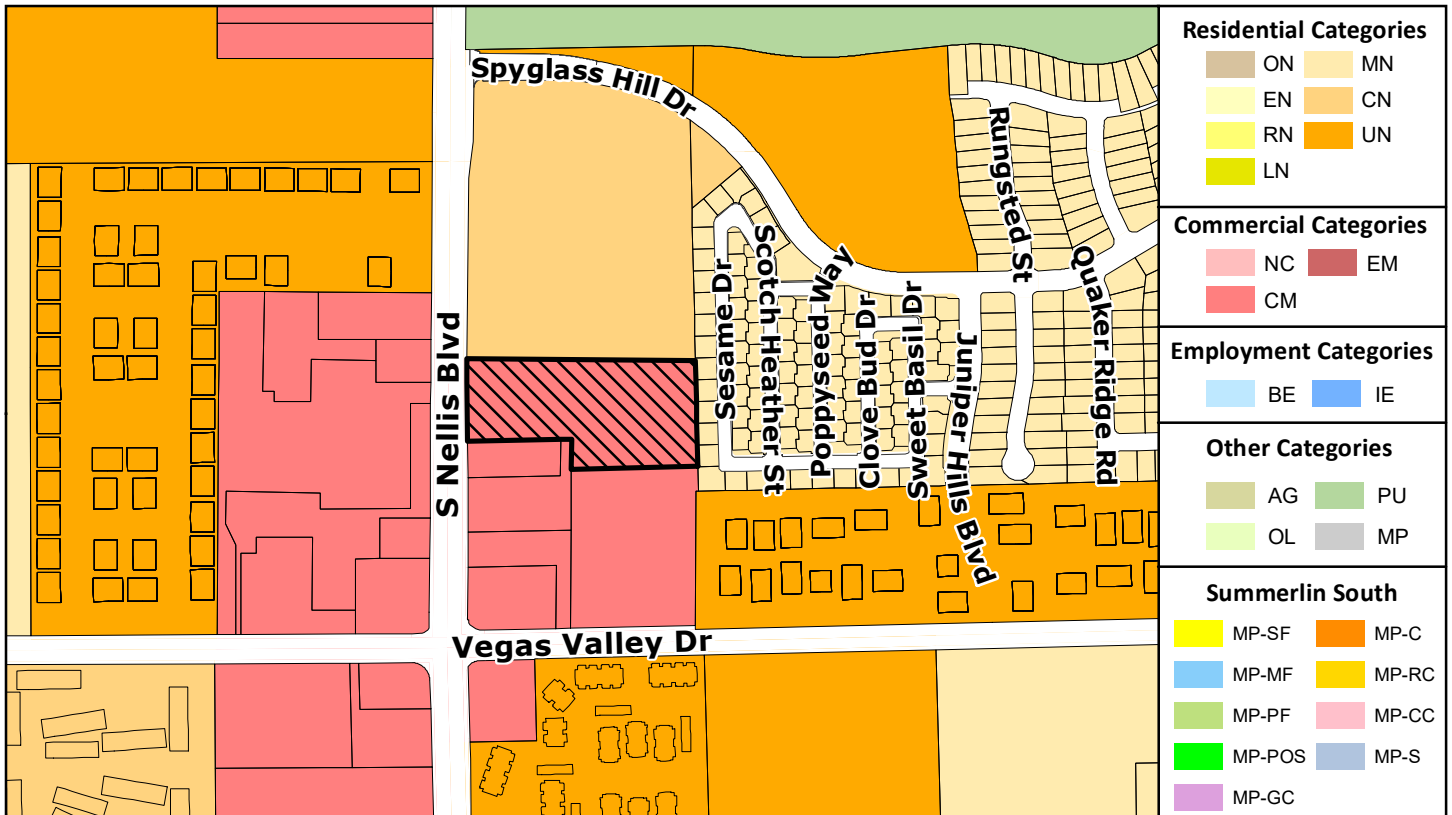 Spyglass Hill Dr
Rungsted St
Quaker Ridge Rd
Scotch Heather St
Sesame Dr
Poppyseed Way
Clove Bud Dr
Sweet Basil Dr
Juniper Hills Blvd
S Nellis Blvd
Vegas Valley Dr
Residential Categories
ON MN
EN CN
RN UN
LN
Commercial Categories
NC EM
CM
Employment Categories
BE IE
Other Categories
AG PU
OL MP
Summerlin South
MP-SF MP-C
MP-MF MP-RC
MP-PF MP-CC
MP-POS MP-S
MP-GC